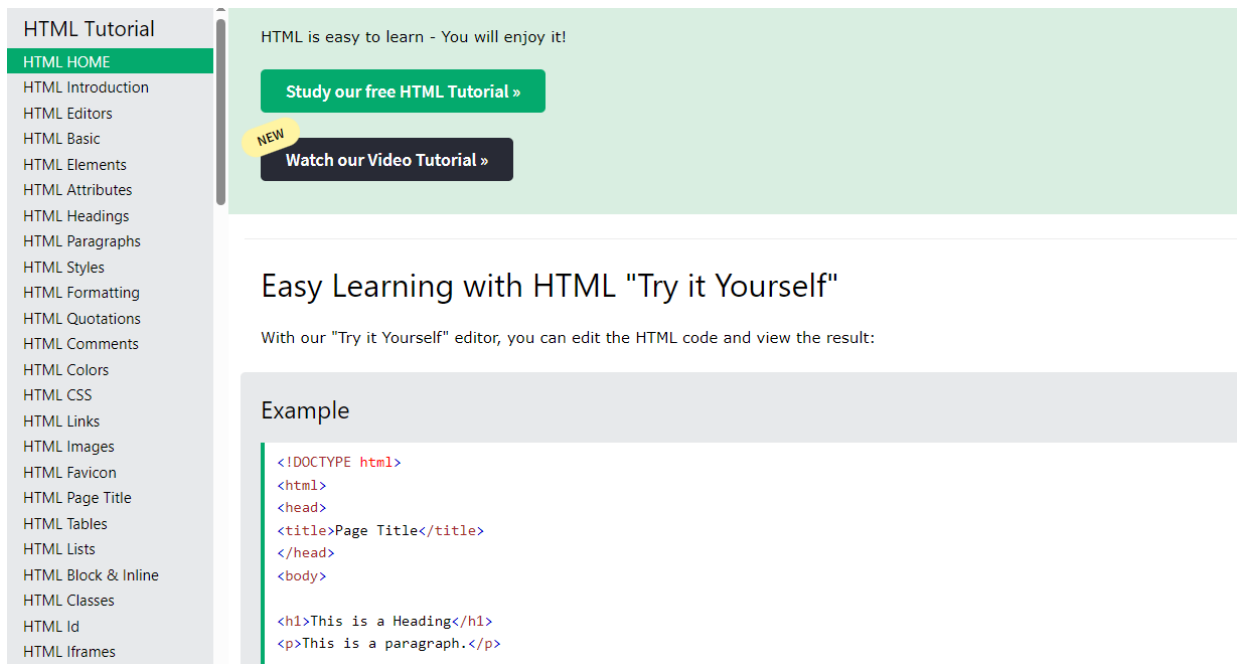 HTML Tutorial
HTML HOME
HTML Introduction
HTML Editors
HTML Basic
HTML Elements
HTML Attributes
HTML Headings
HTML Paragraphs
HTML Styles
HTML Formatting
HTML Quotations
HTML Comments
HTML Colors
HTML CSS
HTML Links
HTML Images
HTML Favicon
HTML Page Title
HTML Tables
HTML Lists
HTML Block & Inline
HTML Classes
HTML Id
HTML Iframes
HTML is easy to learn - You will enjoy it!
Study our free HTML Tutorial »
NEW
Watch our Video Tutorial »
Easy Learning with HTML "Try it Yourself"
With our "Try it Yourself" editor, you can edit the HTML code and view the result:
Example
<!DOCTYPE html>
<html>
<head>
<title>Page Title</title>
</head>
<body>
<h1>This is a Heading</h1>
<p>This is a paragraph.</p>